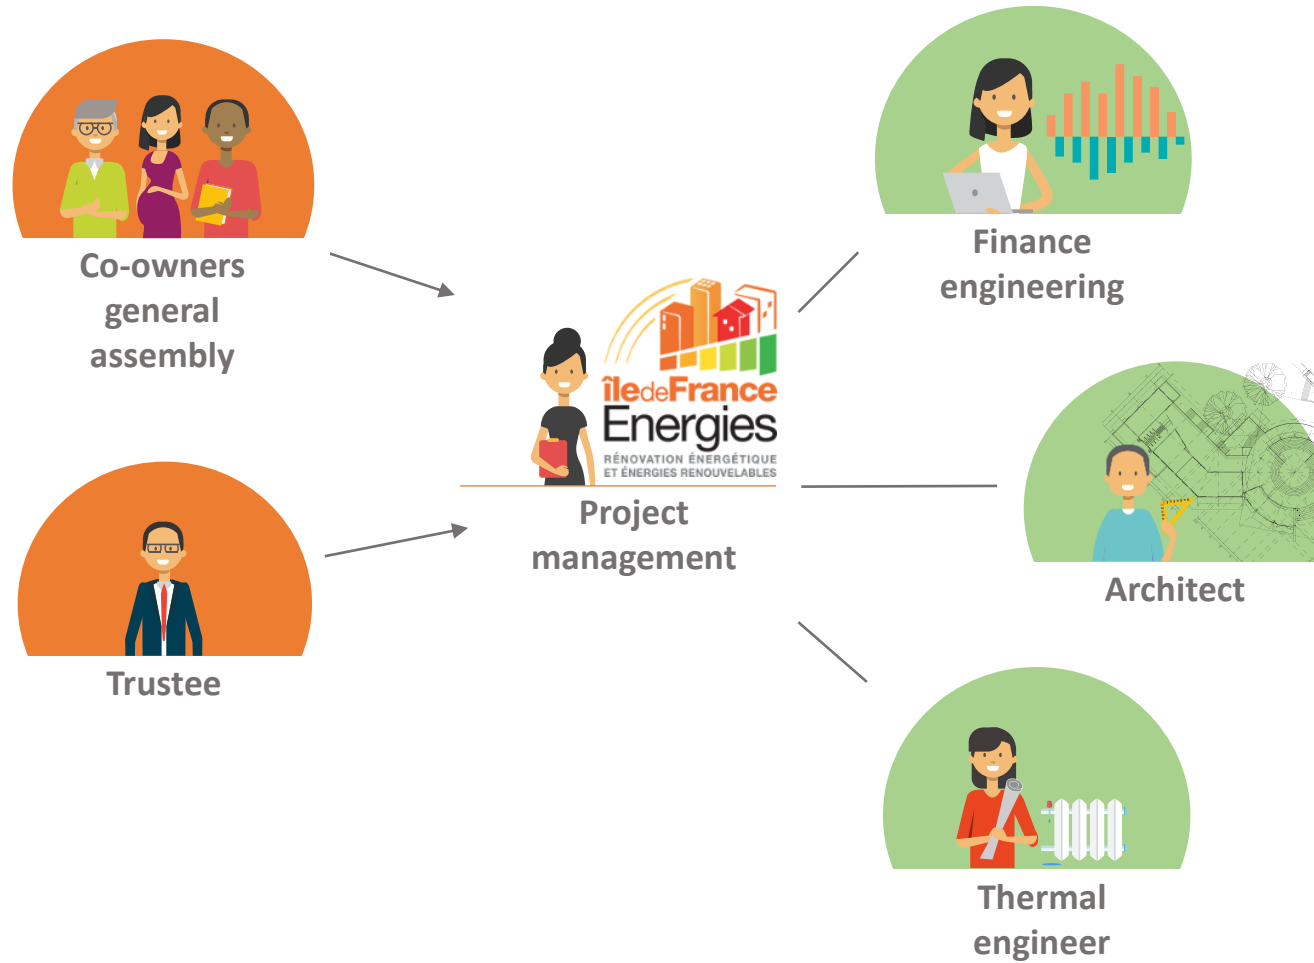 Co-owners
general
assembly
Trustee
îledeFrance
Energies
RÉNOVATION ÉNERGÉTIQUE
ET ÉNERGIES RENOUVELABLES
Project
management
Finance
engineering
Architect
Thermal
engineer